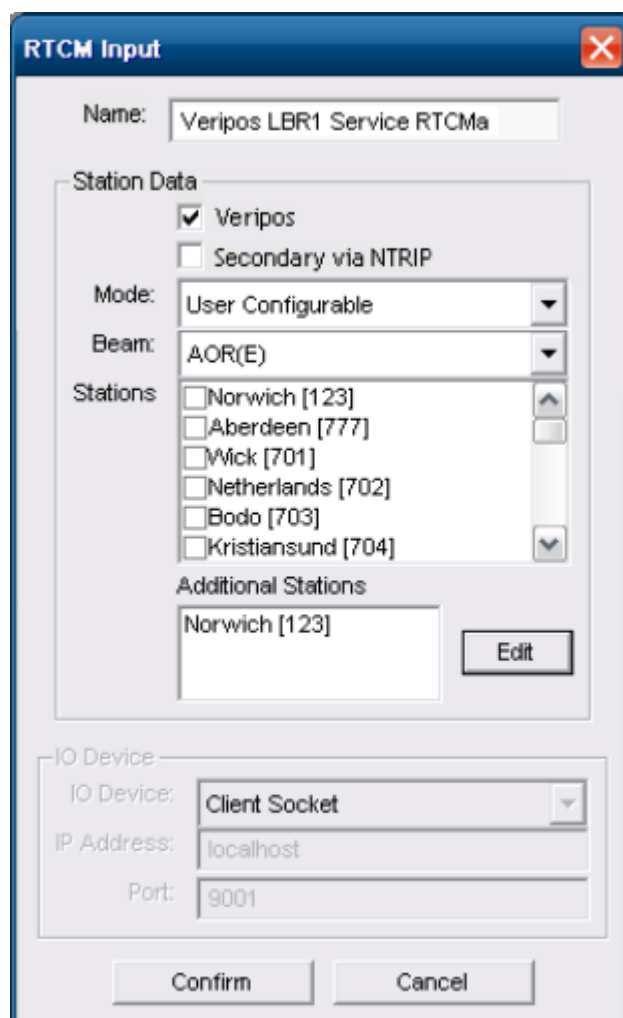 RTCM Input
Name: Veripos LBR1 Service RTCMa
Station Data
Veripos
Secondary via NTRIP
Mode: User Configurable
Beam: AOR(E)
Stations Norwich [123]
Aberdeen [777]
Wick [701]
Netherlands [702]
Bodo [703]
Kristiansund [704]
Additional Stations
Norwich [123]
Edit
IO Device
IO Device: Client Socket
IP Address: localhost
Port: 9001
Confirm Cancel